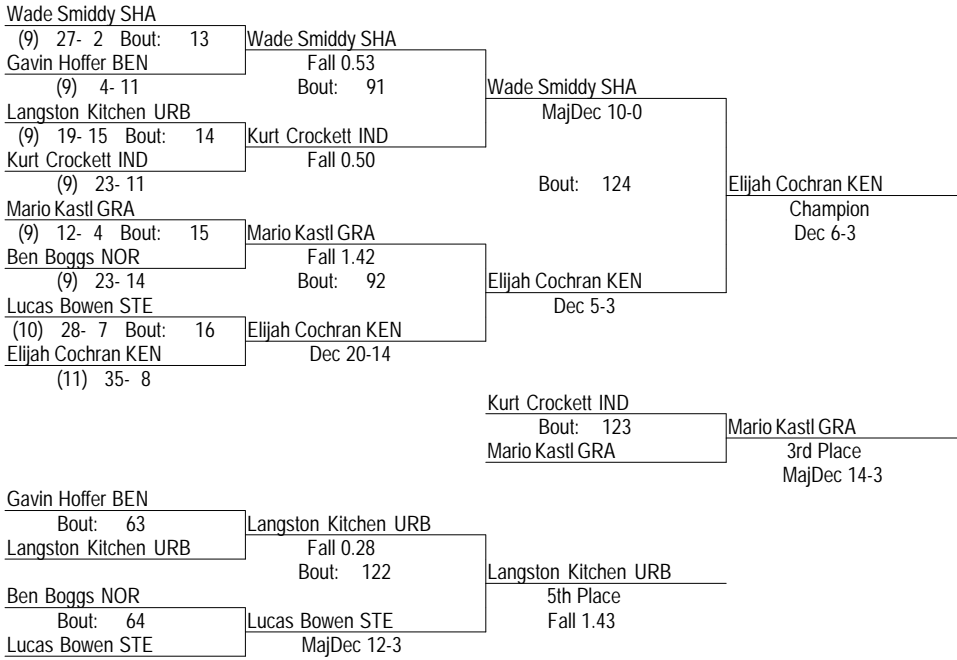 Wade Smiddy SHA
(9) 27- 2 Bout: 13
Wade Smiddy SHA
Gavin Hoffer BEN
Fall 0.53
(9) 4- 11
Bout: 91
Wade Smiddy SHA
Langston Kitchen URB
MajDec 10-0
(9) 19- 15 Bout: 14
Kurt Crockett IND
Kurt Crockett IND
Fall 0.50
(9) 23- 11
Bout: 124
Elijah Cochran KEN
Mario Kastl GRA
Champion
(9) 12- 4 Bout: 15
Mario Kastl GRA
Dec 6-3
Ben Boggs NOR
Fall 1.42
(9) 23- 14
Bout: 92
Elijah Cochran KEN
Lucas Bowen STE
Dec 5-3
(10) 28- 7 Bout: 16
Elijah Cochran KEN
Elijah Cochran KEN
Dec 20-14
(11) 35- 8
Kurt Crockett IND
Bout: 123
Mario Kastl GRA
Mario Kastl GRA
3rd Place
MajDec 14-3
Gavin Hoffer BEN
Bout: 63
Langston Kitchen URB
Langston Kitchen URB
Fall 0.28
Bout: 122
Langston Kitchen URB
Ben Boggs NOR
5th Place
Bout: 64
Lucas Bowen STE
Fall 1.43
Lucas Bowen STE
MajDec 12-3